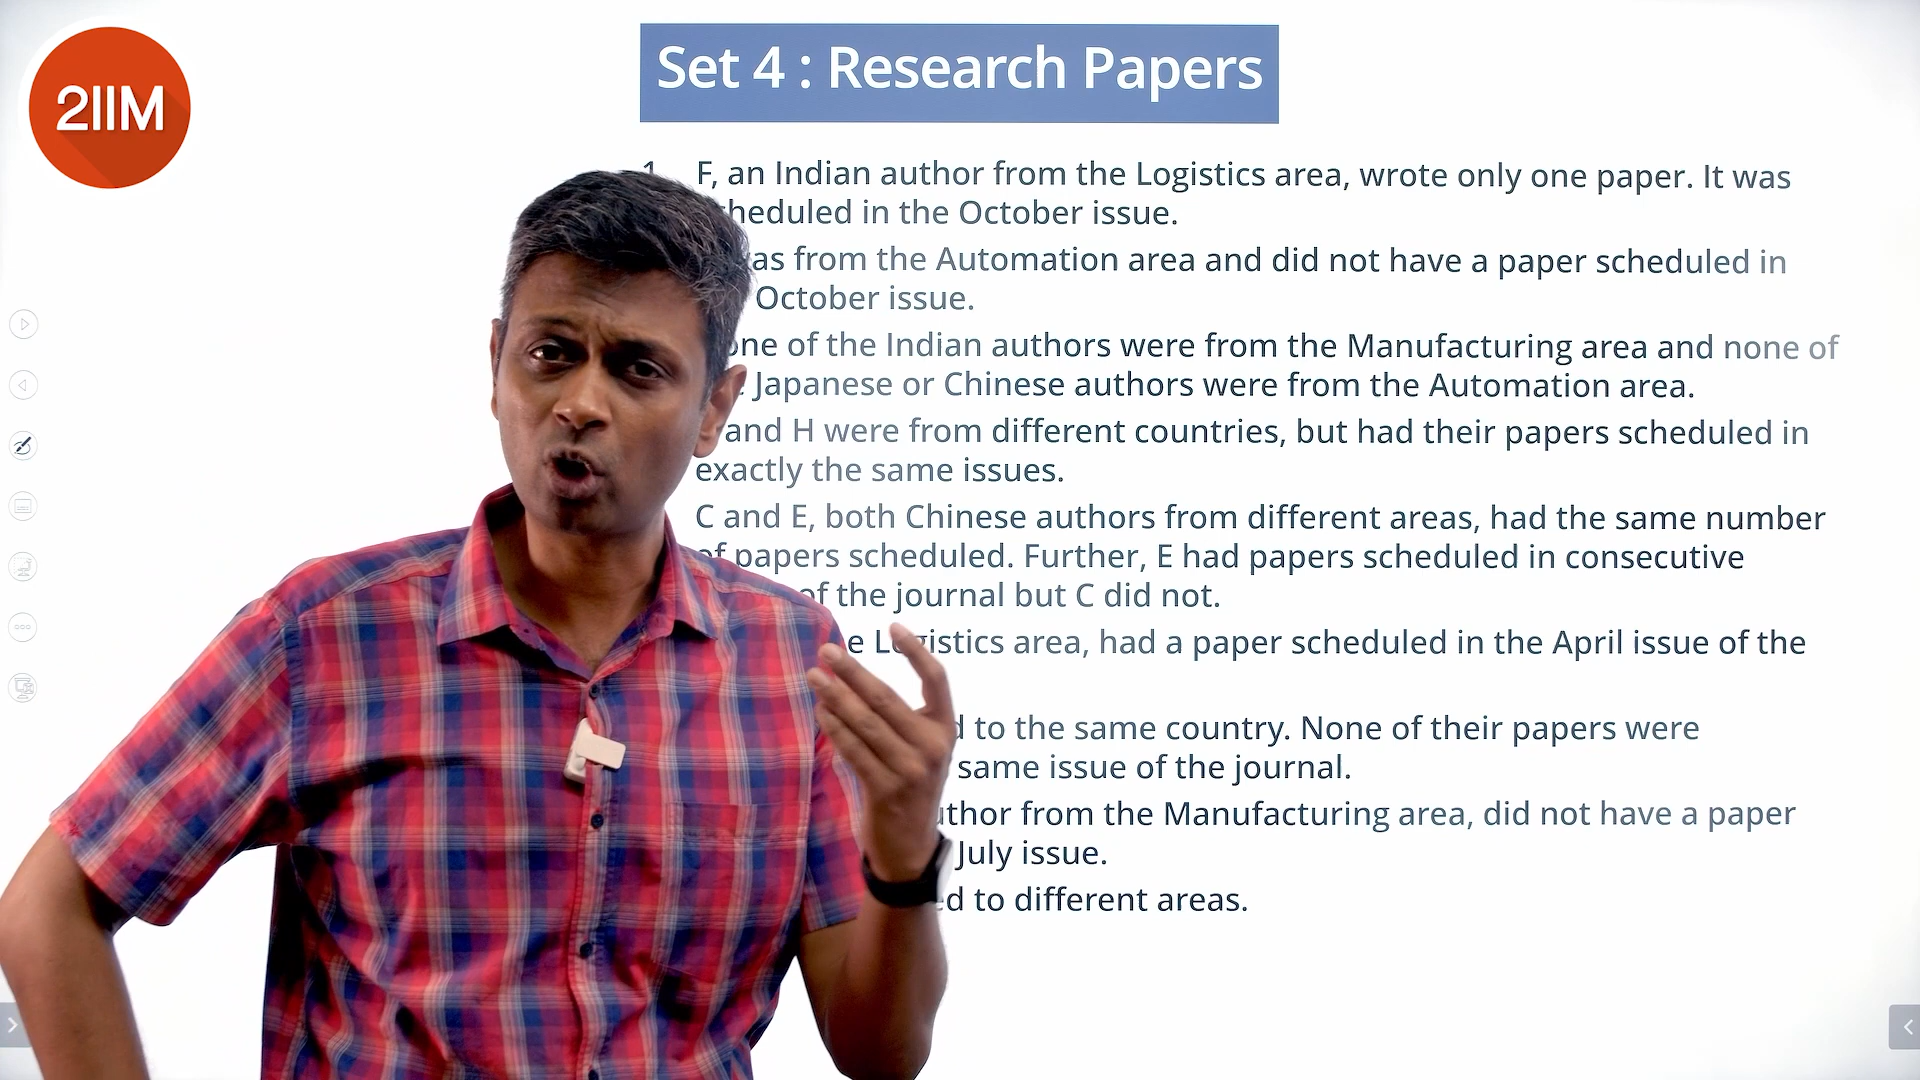 2IIM
Set 4 : Research Papers
1. F, an Indian author from the Logistics area, wrote only one paper. It was
scheduled in the October issue.
was from the Automation area and did not have a paper scheduled in
October issue.
None of the Indian authors were from the Manufacturing area and none of
Japanese or Chinese authors were from the Automation area.
and H were from different countries, but had their papers scheduled in
exactly the same issues.
C and E, both Chinese authors from different areas, had the same number
of papers scheduled. Further, E had papers scheduled in consecutive
of the journal but C did not.
Logistics area, had a paper scheduled in the April issue of the
to the same country. None of their papers were
same issue of the journal.
author from the Manufacturing area, did not have a paper
July issue.
to different areas.